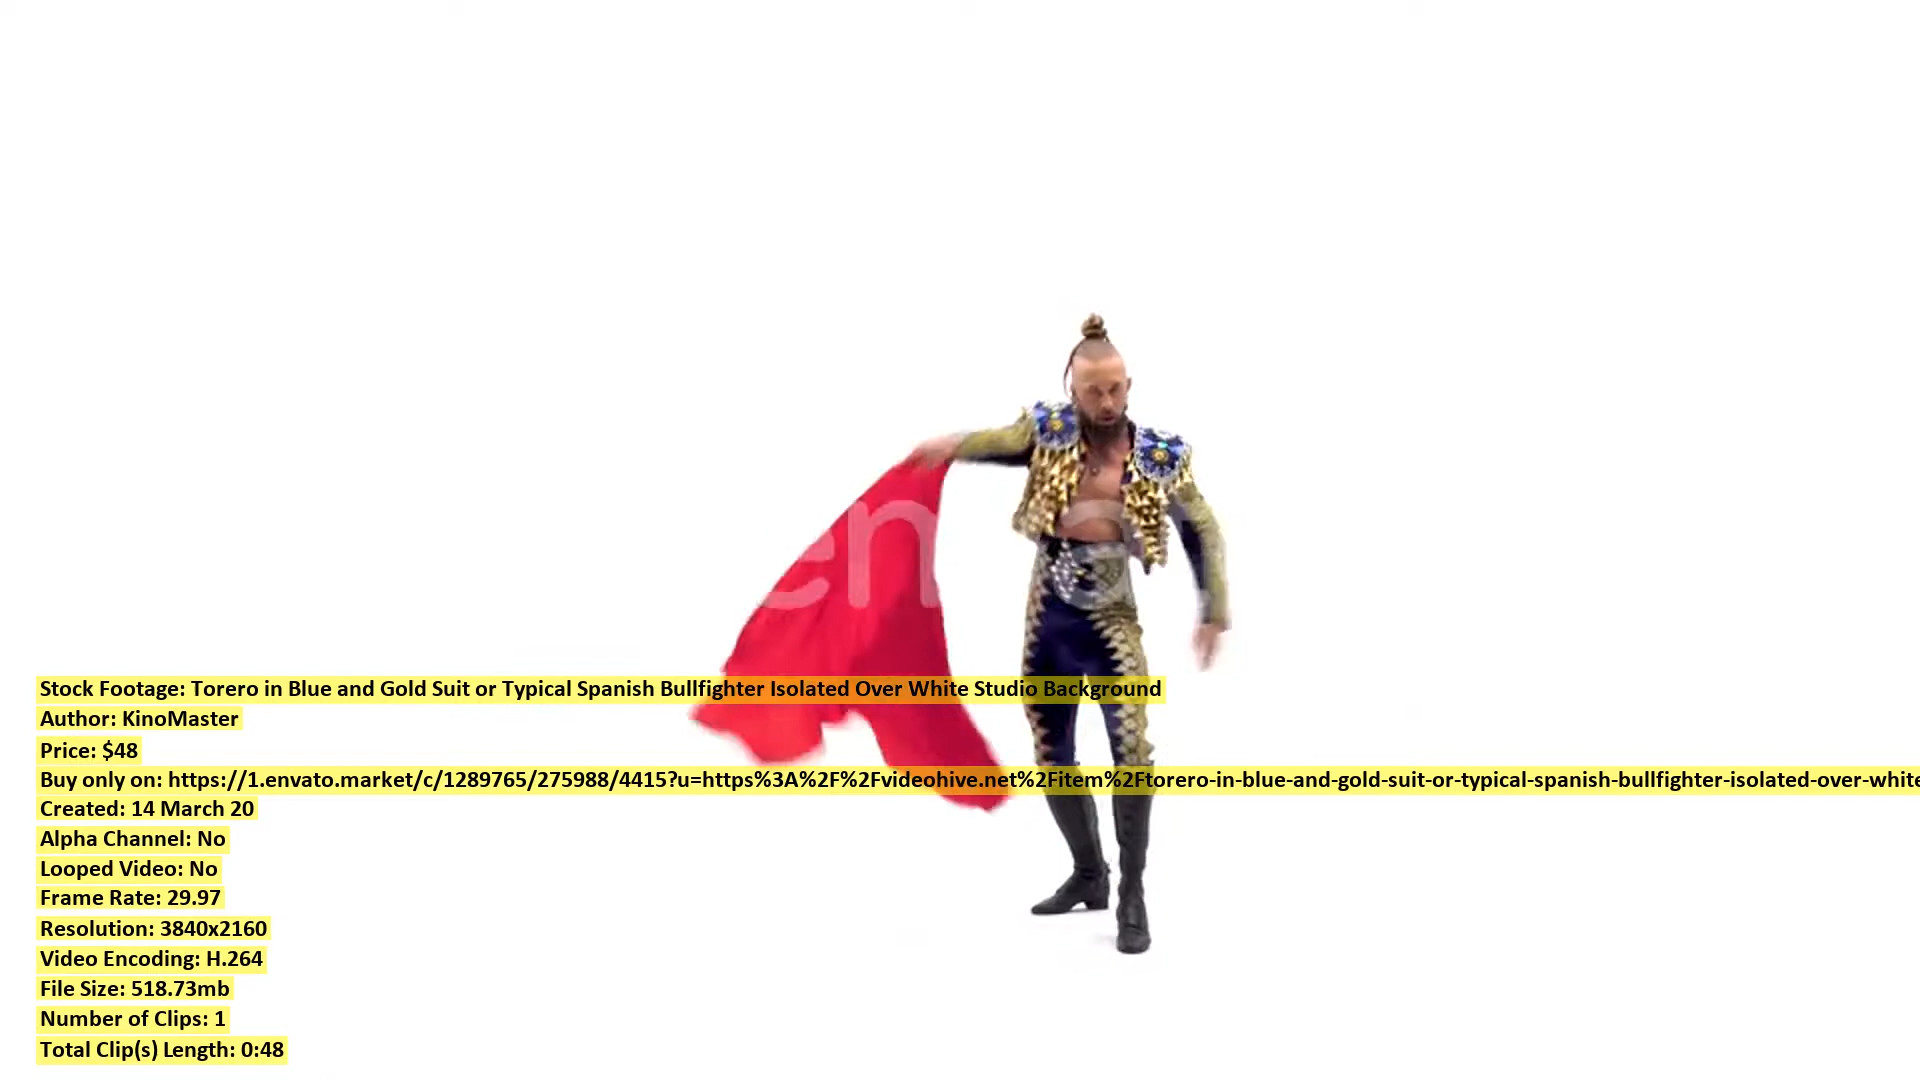 Stock Footage: Torero in Blue and Gold Suit or Typical Spanish Bullfighter Isolated Over White Studio Background
Author: KinoMaster
Price: $48
Buy only on: https://1.envato.market/c/1289765/275988/4415?u=https%3A%2F%2Fvideohive.net%2Fitem%2Ftorero-in-blue-and-gold-suit-or-typical-spanish-bullfighter-isolated-over-white
Created: 14 March 20
Alpha Channel: No
Looped Video: No
Frame Rate: 29.97
Resolution: 3840x2160
Video Encoding: H.264
File Size: 518.73mb
Number of Clips: 1
Total Clip(s) Length: 0:48